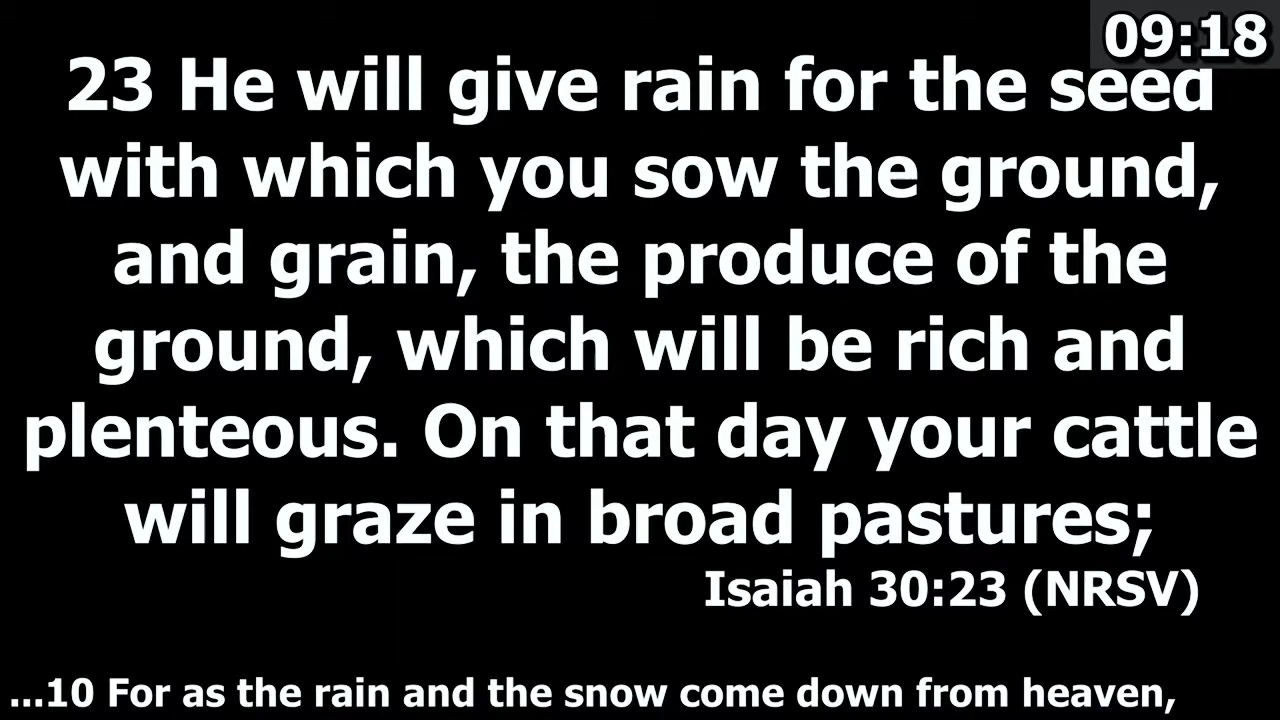 09:18
23 He will give rain for the seed
with which you sow the ground,
and grain, the produce of the
ground, which will be rich and
plenteous. On that day your cattle
will graze in broad pastures;
Isaiah 30:23 (NRSV)
...10 For as the rain and the snow come down from heaven,